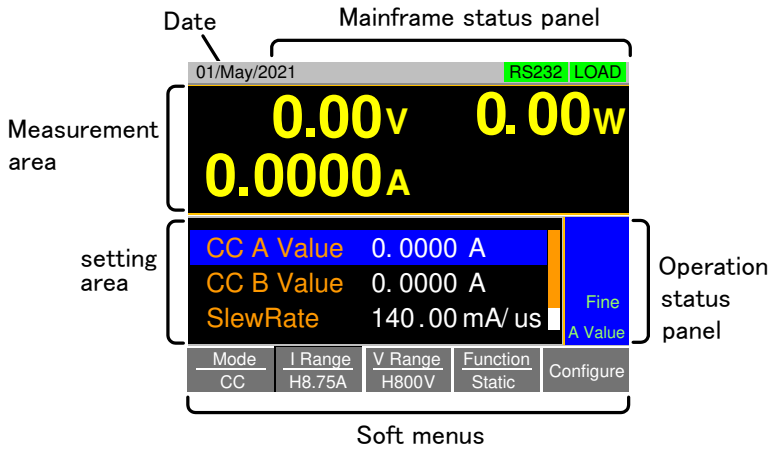 Date
Mainframe status panel
01/May/2021 RS232 LOAD
Measurement
area
0.00V 0.00W
0.0000A
setting
area
CC A Value 0.0000 A
CC B Value 0.0000 A
SlewRate 140.00 mA/us
Fine
A Value
Operation
status
panel
Mode I Range V Range Function Configure
CC H8.75A H800V Static
Soft menus